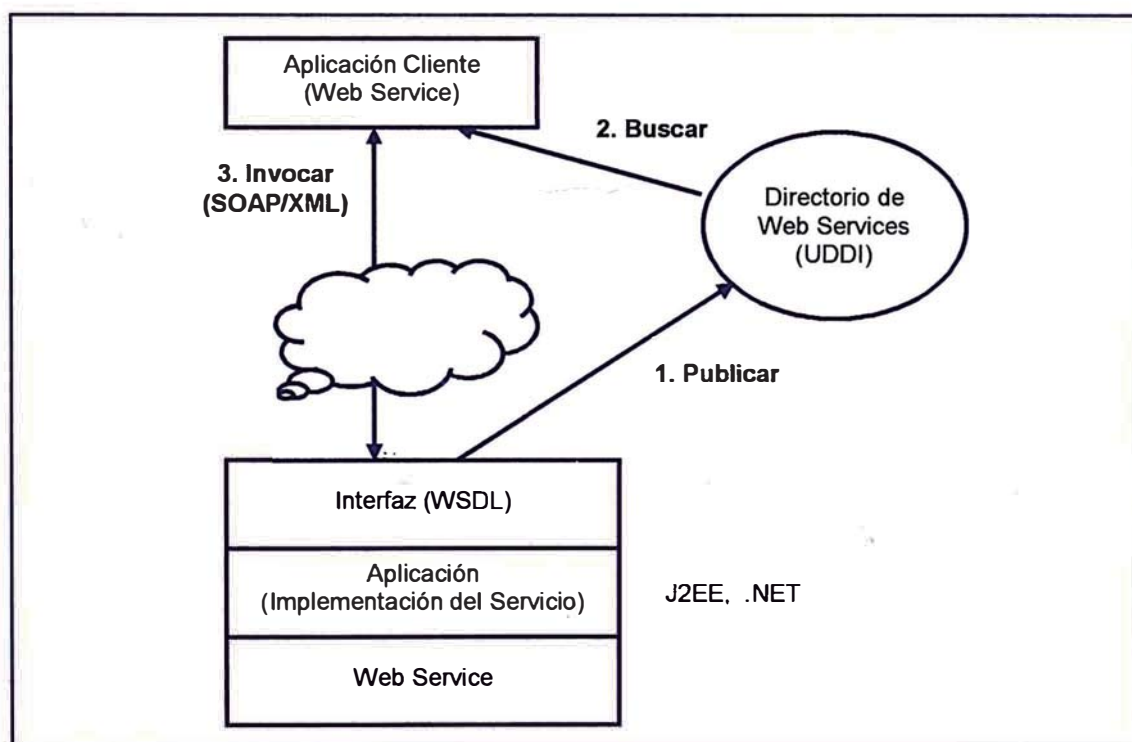 Aplicación Cliente
(Web Service)
2. Buscar
3. Invocar
(SOAP/XML)
Directorio de
Web Services
(UDDI)
1. Publicar
Interfaz (WSDL)
Aplicación
(Implementación del Servicio)
J2EE, .NET
Web Service